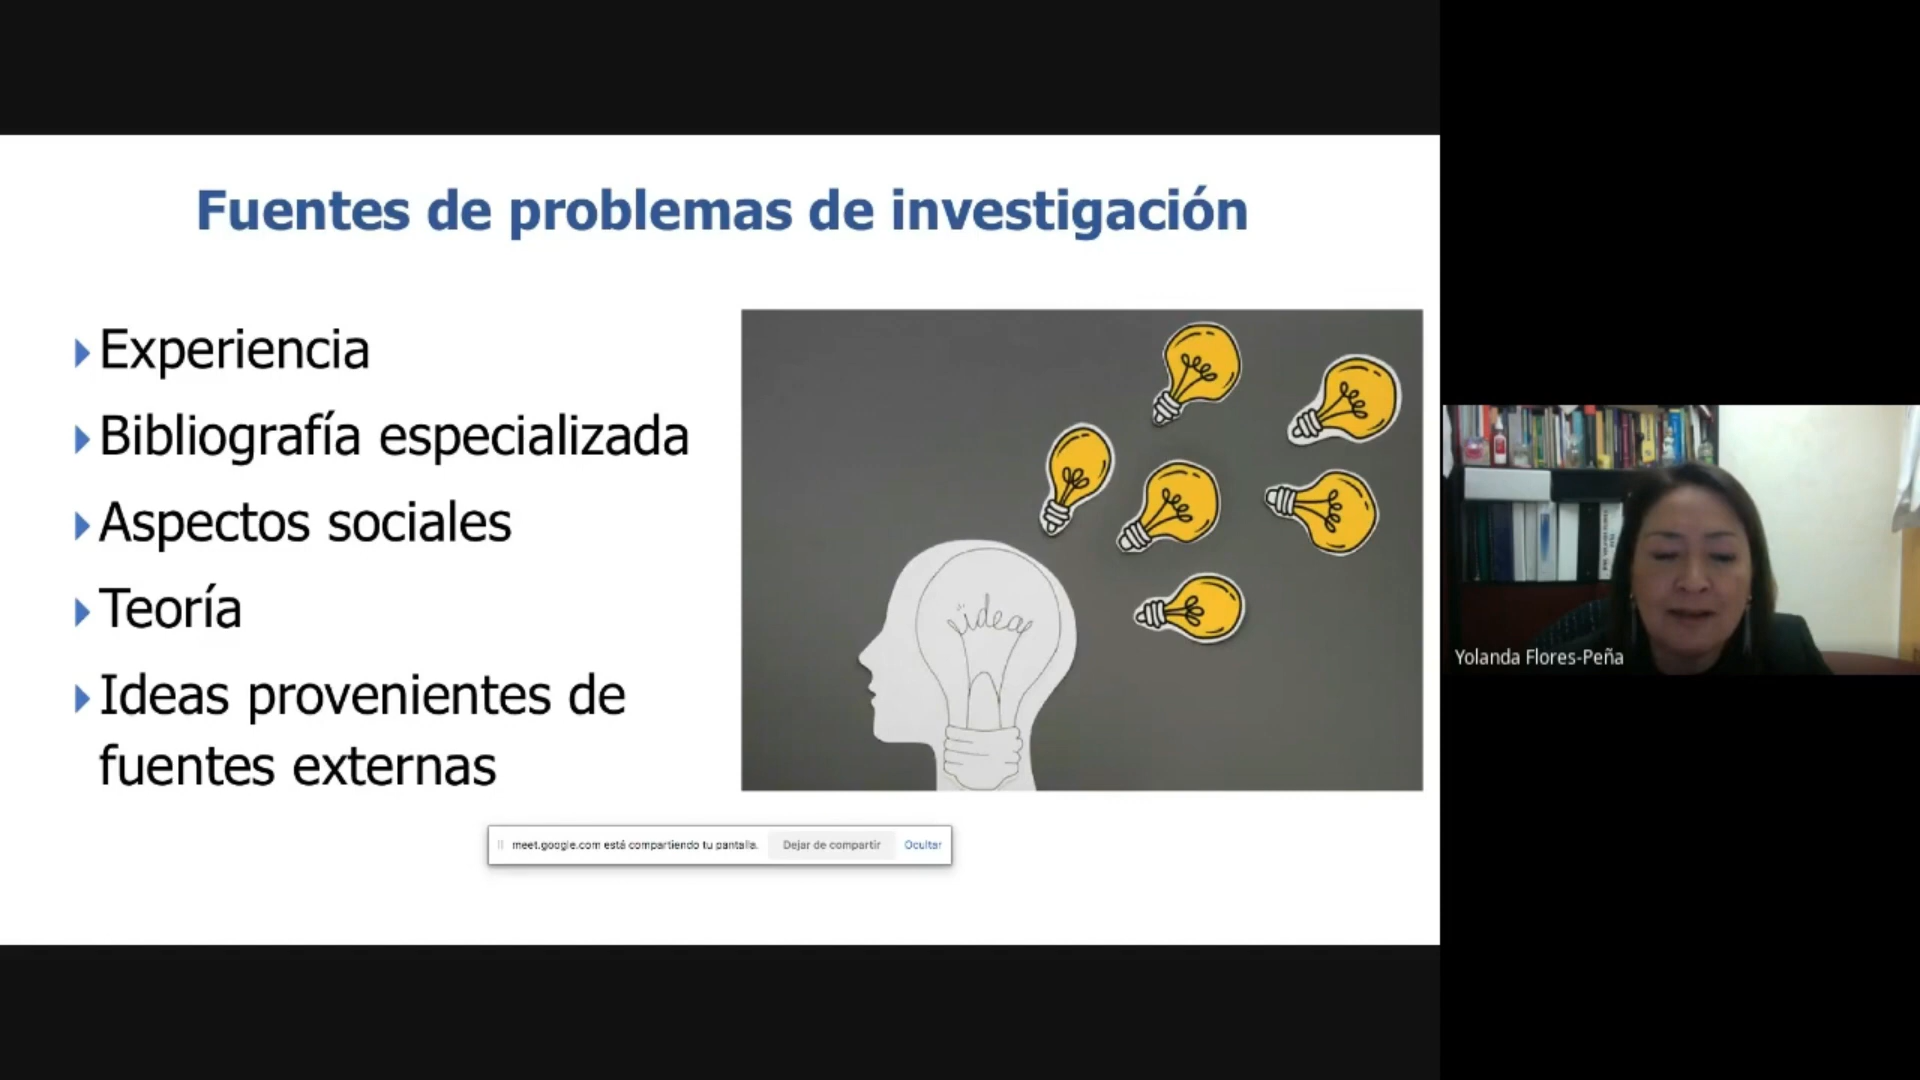 Fuentes de problemas de investigación
Experiencia
Bibliografía especializada
Aspectos sociales
Teoría
Ideas provenientes de
fuentes externas
idea
meet.google.com está compartiendo tu pantalla.
Dejar de compartir
Ocultar
Yolanda Flores-Peña